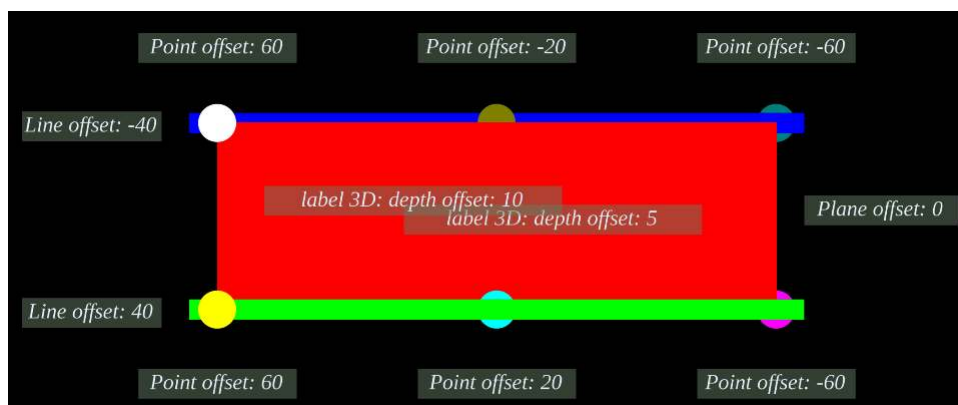 Point offset: 60
Point offset: -20
Point offset: -60
Line offset: -40
label 3D: depth offset: 10
label 3D: depth offset: 5
Plane offset: 0
Line offset: 40
Point offset: 60
Point offset: 20
Point offset: -60